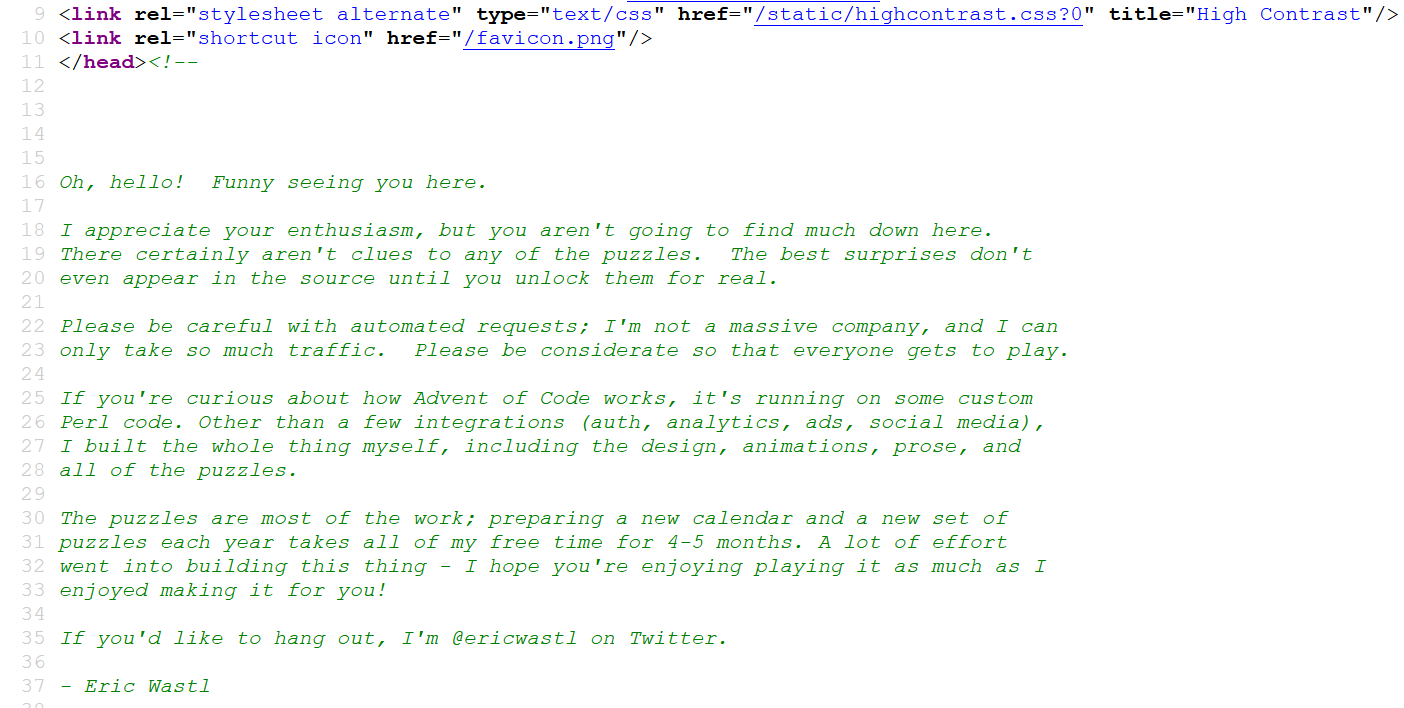 9 <link rel="stylesheet alternate" type="text/css" href="/static/highcontrast.css?0" title="High Contrast"/>
10 <link rel="shortcut icon" href="/favicon.png"/>
11 </head><!--
12
13
14
15
16 Oh, hello!  Funny seeing you here.
17
18 I appreciate your enthusiasm, but you aren't going to find much down here.
19 There certainly aren't clues to any of the puzzles.  The best surprises don't
20 even appear in the source until you unlock them for real.
21
22 Please be careful with automated requests; I'm not a massive company, and I can
23 only take so much traffic.  Please be considerate so that everyone gets to play.
24
25 If you're curious about how Advent of Code works, it's running on some custom
26 Perl code. Other than a few integrations (auth, analytics, ads, social media),
27 I built the whole thing myself, including the design, animations, prose, and
28 all of the puzzles.
29
30 The puzzles are most of the work; preparing a new calendar and a new set of
31 puzzles each year takes all of my free time for 4-5 months. A lot of effort
32 went into building this thing - I hope you're enjoying playing it as much as I
33 enjoyed making it for you!
34
35 If you'd like to hang out, I'm @ericwastl on Twitter.
36
37 - Eric Wastl